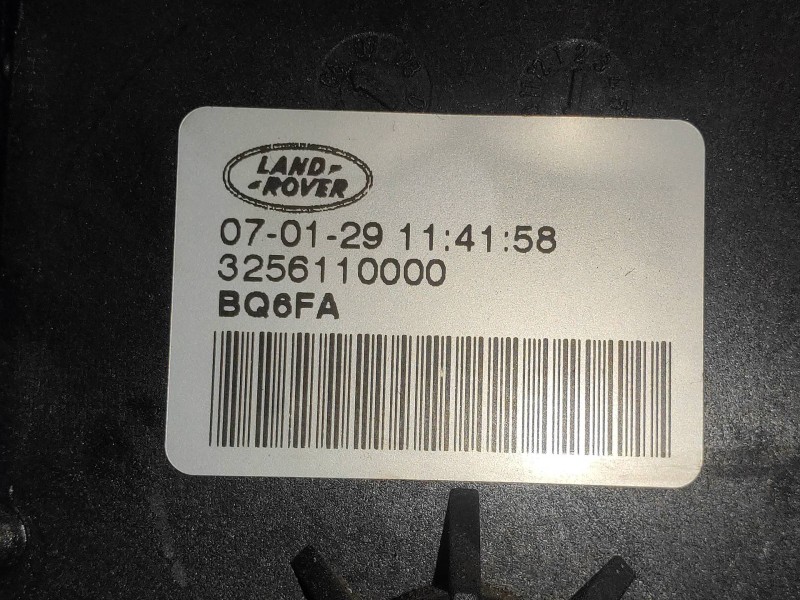 LAND
ROVER
07-01-29 11:41:58
3256110000
BQ6FA